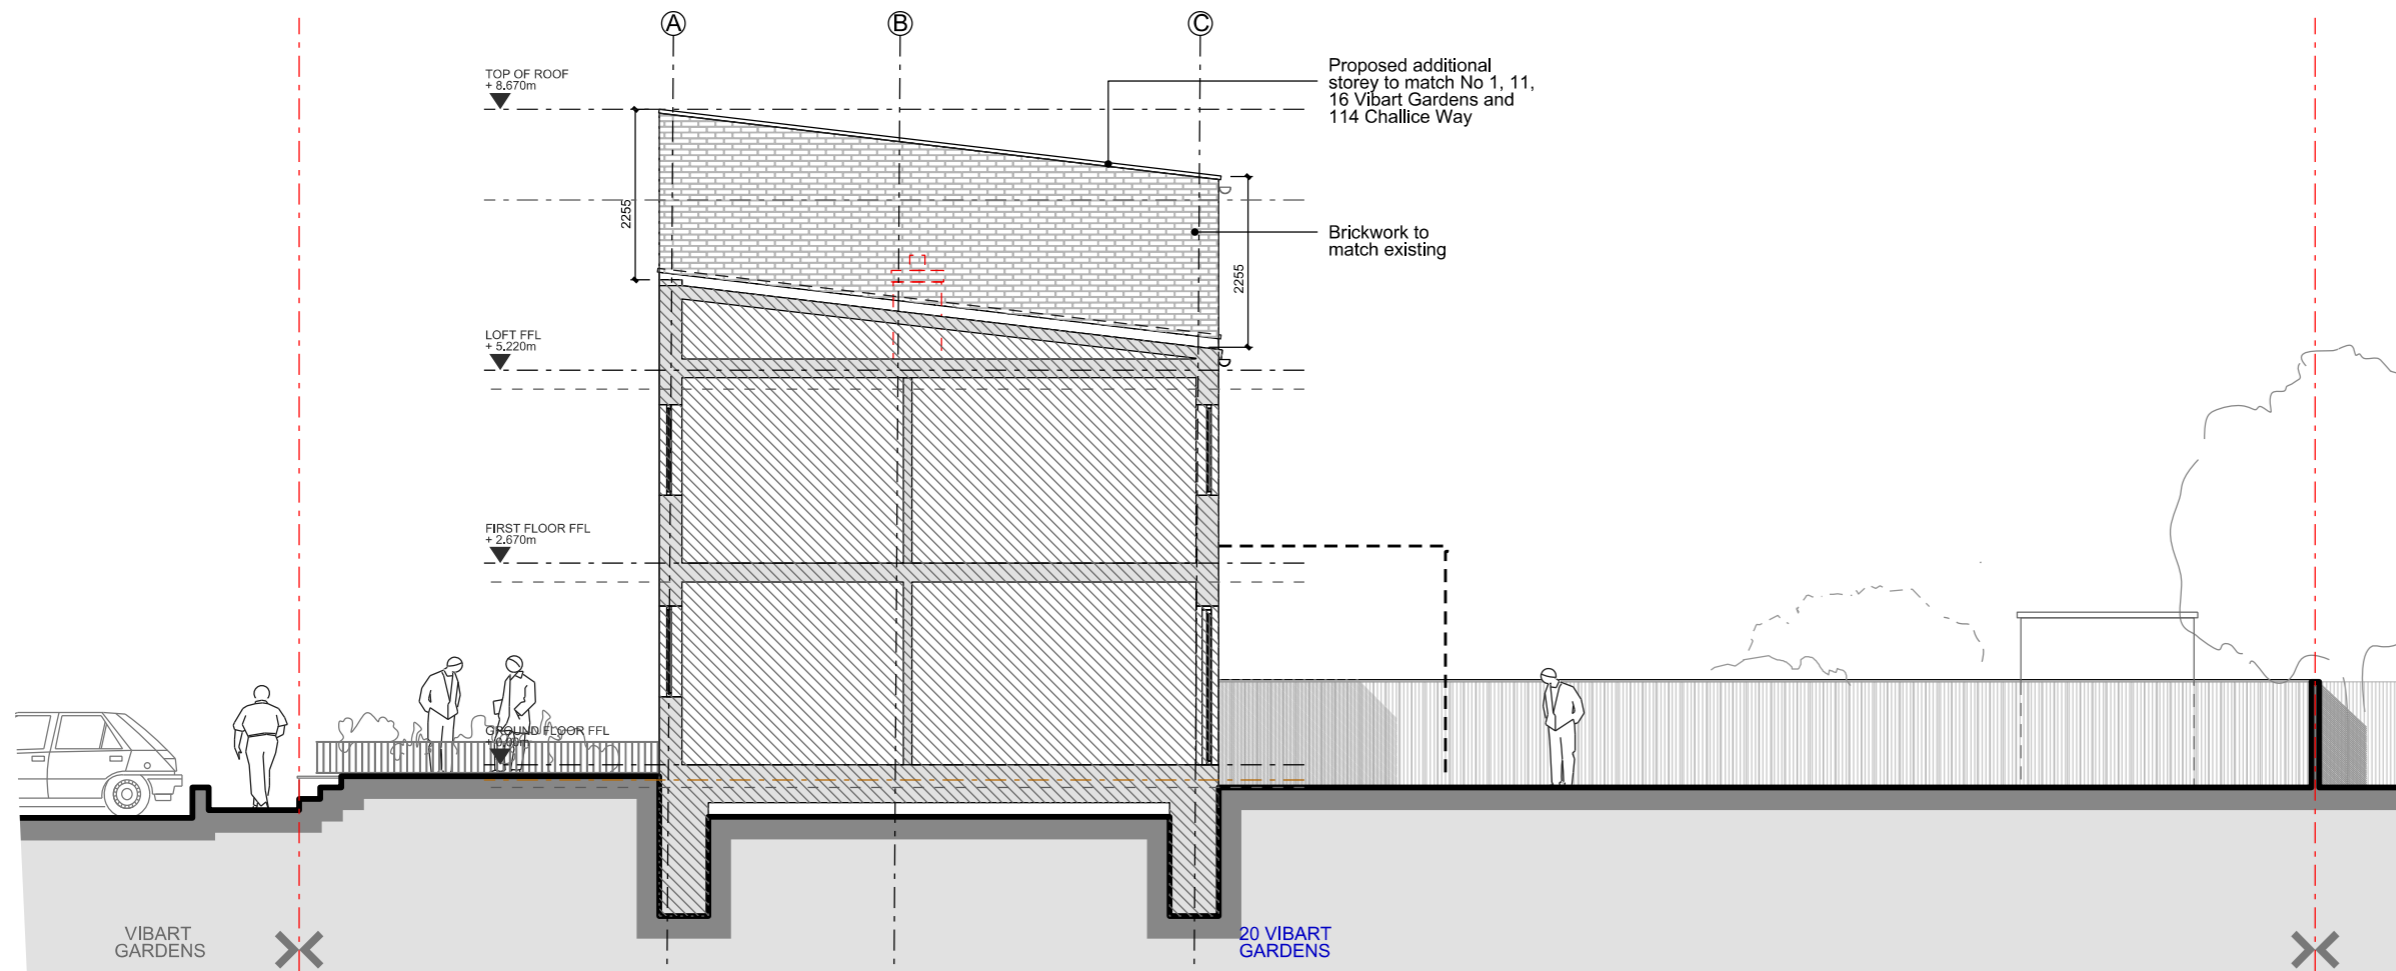 A
B
C
TOP OF ROOF
+ 8.670m
Proposed additional
storey to match No 1, 11,
16 Vibart Gardens and
114 Challice Way
2255
Brickwork to
match existing
2255
LOFT FFL
+ 5.220m
FIRST FLOOR FFL
+ 2.670m
GROUND FLOOR FFL
VIBART
GARDENS
20 VIBART
GARDENS